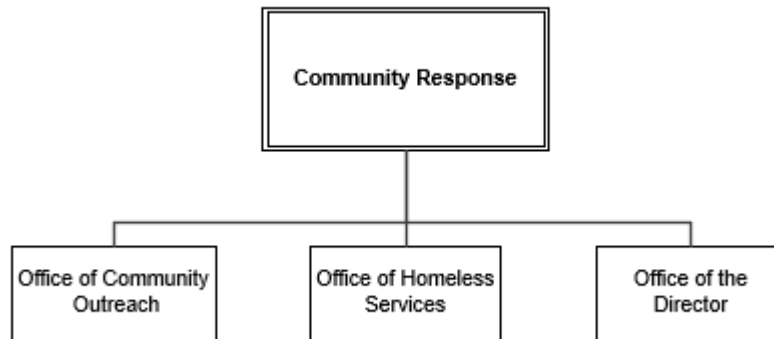 Community Response
Office of Community
Outreach
Office of Homeless
Services
Office of the
Director